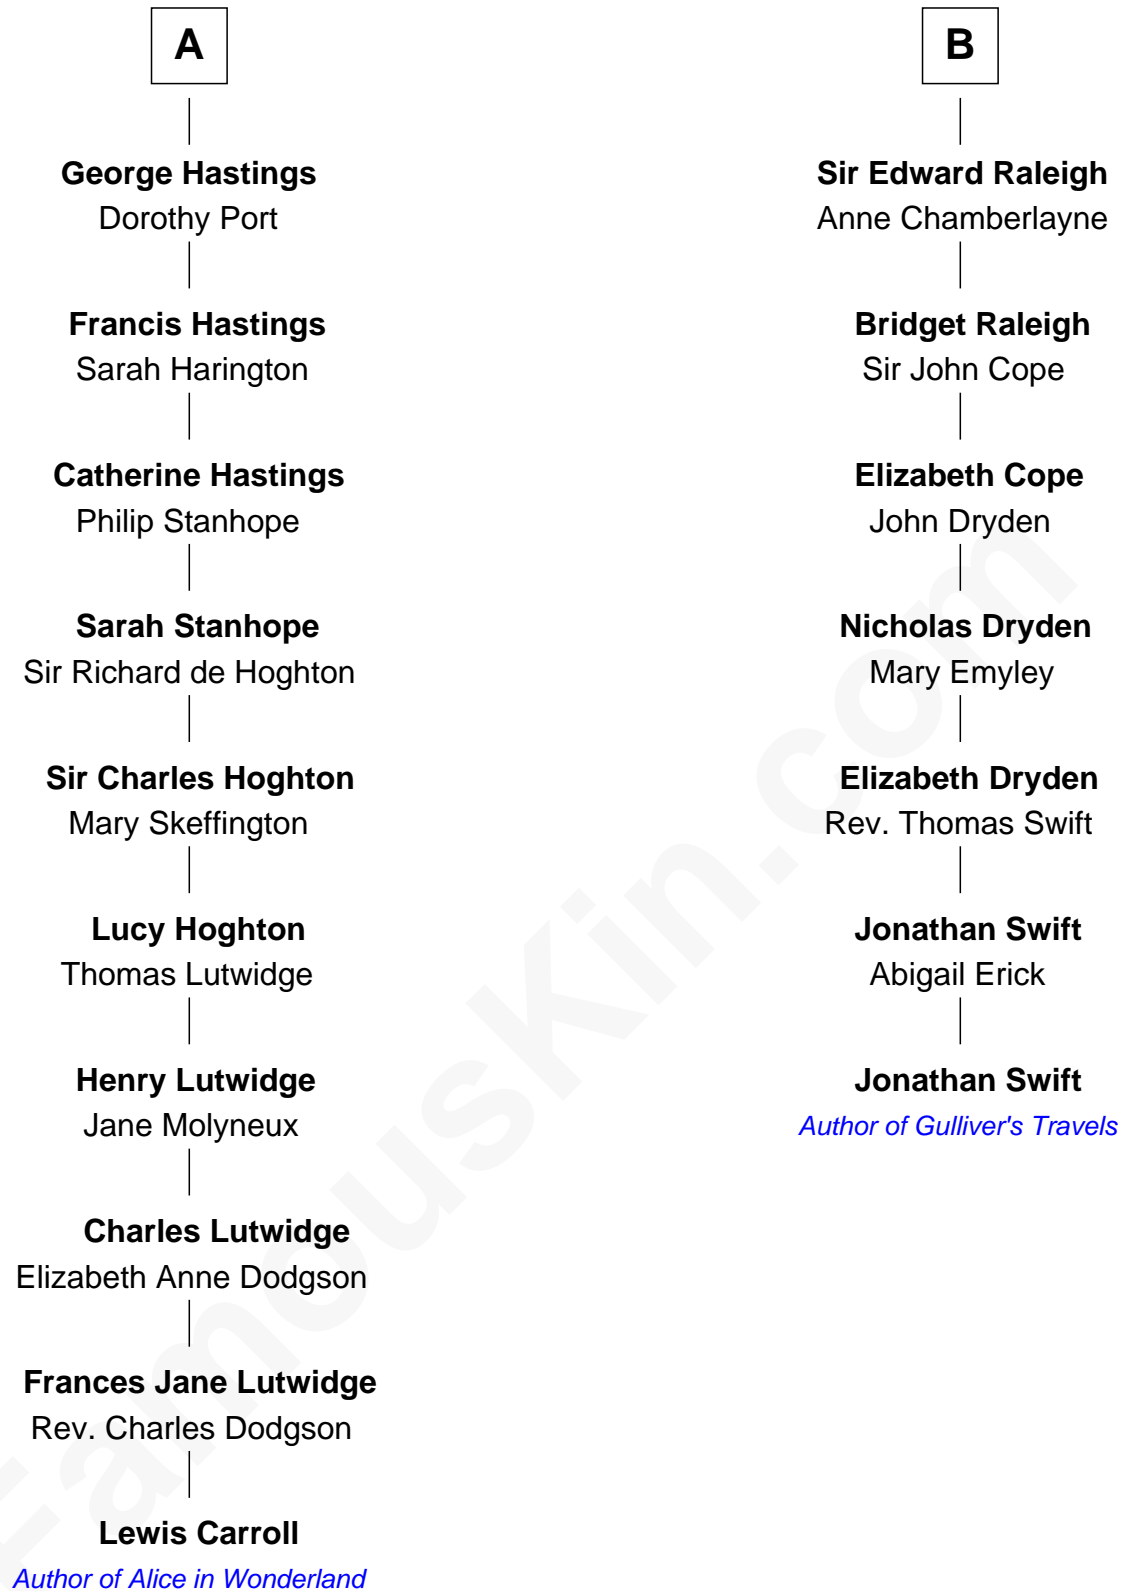 A
George Hastings
Dorothy Port
Francis Hastings
Sarah Harington
Catherine Hastings
Philip Stanhope
Sarah Stanhope
Sir Richard de Hoghton
Sir Charles Hoghton
Mary Skeffington
Lucy Hoghton
Thomas Lutwidge
Henry Lutwidge
Jane Molyneux
Charles Lutwidge
Elizabeth Anne Dodgson
Frances Jane Lutwidge
Rev. Charles Dodgson
Lewis Carroll
Author of Alice in Wonderland
B
Sir Edward Raleigh
Anne Chamberlayne
Bridget Raleigh
Sir John Cope
Elizabeth Cope
John Dryden
Nicholas Dryden
Mary Emyley
Elizabeth Dryden
Rev. Thomas Swift
Jonathan Swift
Abigail Erick
Jonathan Swift
Author of Gulliver's Travels
FamousKin.com